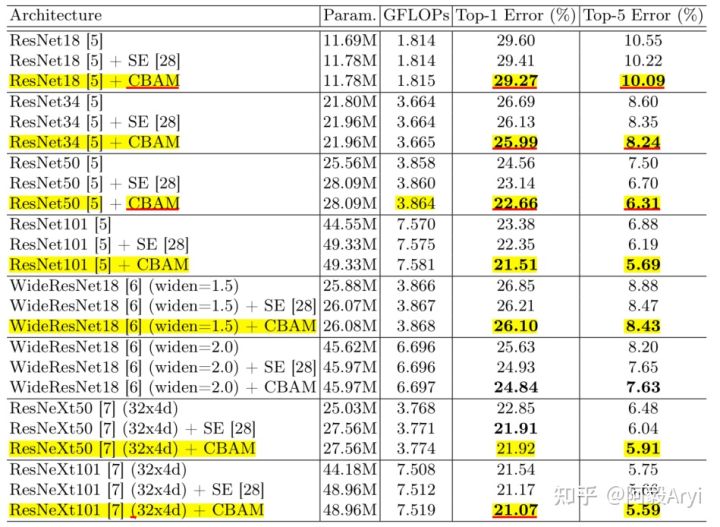 Architecture Param. GFLOPs Top-1 Error (%) Top-5 Error (%)
ResNet18 [5] 11.69M 1.814 29.60 10.55
ResNet18 [5] + SE [28] 11.78M 1.814 29.41 10.22
ResNet18 [5] + CBAM 11.78M 1.815 29.27 10.09
ResNet34 [5] 21.80M 3.664 26.69 8.60
ResNet34 [5] + SE [28] 21.96M 3.664 26.13 8.35
ResNet34 [5] + CBAM 21.96M 3.665 25.99 8.24
ResNet50 [5] 25.56M 3.858 24.56 7.50
ResNet50 [5] + SE [28] 28.09M 3.860 23.14 6.70
ResNet50 [5] + CBAM 28.09M 3.864 22.66 6.31
ResNet101 [5] 44.55M 7.570 23.38 6.88
ResNet101 [5] + SE [28] 49.33M 7.575 22.35 6.19
ResNet101 [5] + CBAM 49.33M 7.581 21.51 5.69
WideResNet18 [6] (widen=1.5) 25.88M 3.866 26.85 8.88
WideResNet18 [6] (widen=1.5) + SE [28] 26.07M 3.867 26.21 8.47
WideResNet18 [6] (widen=1.5) + CBAM 26.08M 3.868 26.10 8.43
WideResNet18 [6] (widen=2.0) 45.62M 6.696 25.63 8.20
WideResNet18 [6] (widen=2.0) + SE [28] 45.97M 6.696 24.93 7.65
WideResNet18 [6] (widen=2.0) + CBAM 45.97M 6.697 24.84 7.63
ResNeXt50 [7] (32x4d) 25.03M 3.768 22.85 6.48
ResNeXt50 [7] (32x4d) + SE [28] 27.56M 3.771 21.91 6.04
ResNeXt50 [7] (32x4d) + CBAM 27.56M 3.774 21.92 5.91
ResNeXt101 [7] (32x4d) 44.18M 7.508 21.54 5.75
ResNeXt101 [7] (32x4d) + SE [28] 48.96M 7.512 21.17 5.66
ResNeXt101 [7] (32x4d) + CBAM 48.96M 7.519 21.07 5.59
知乎 @阿毅Aryi